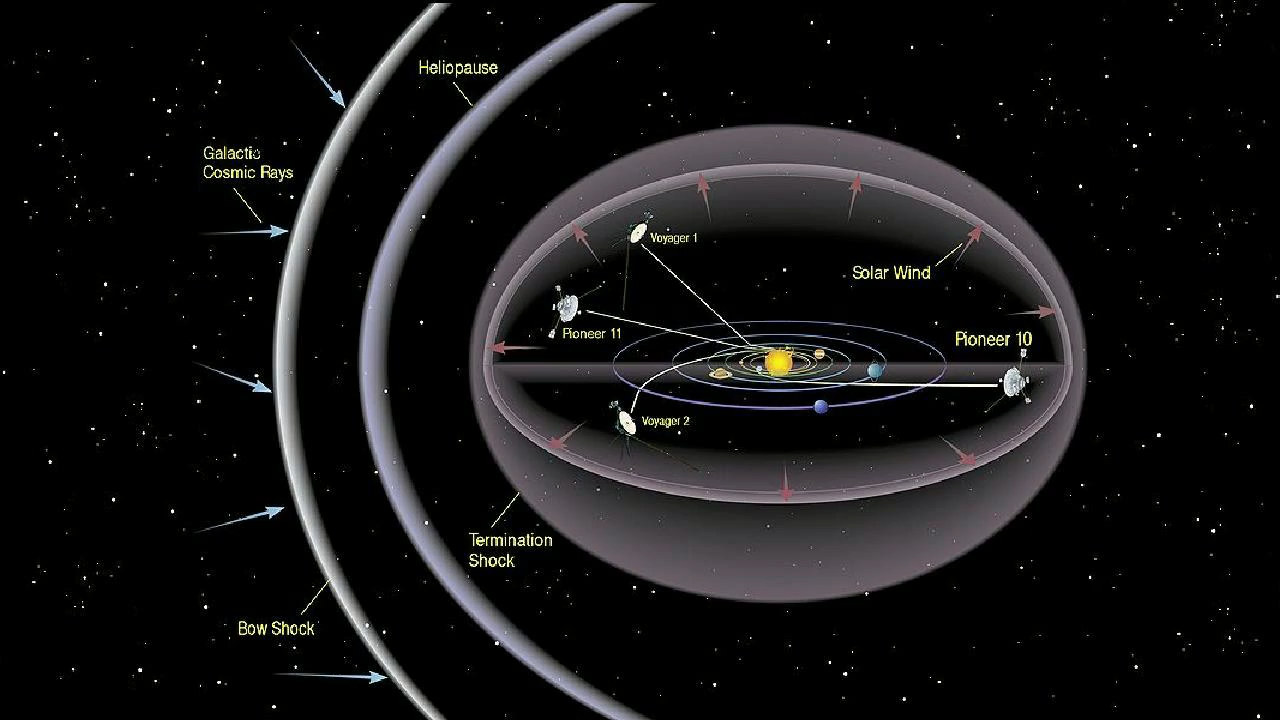 Heliopause
Galactic
Cosmic Rays
Voyager 1
Solar Wind
Pioneer 11
Pioneer 10
Voyager 2
Termination
Shock
Bow Shock